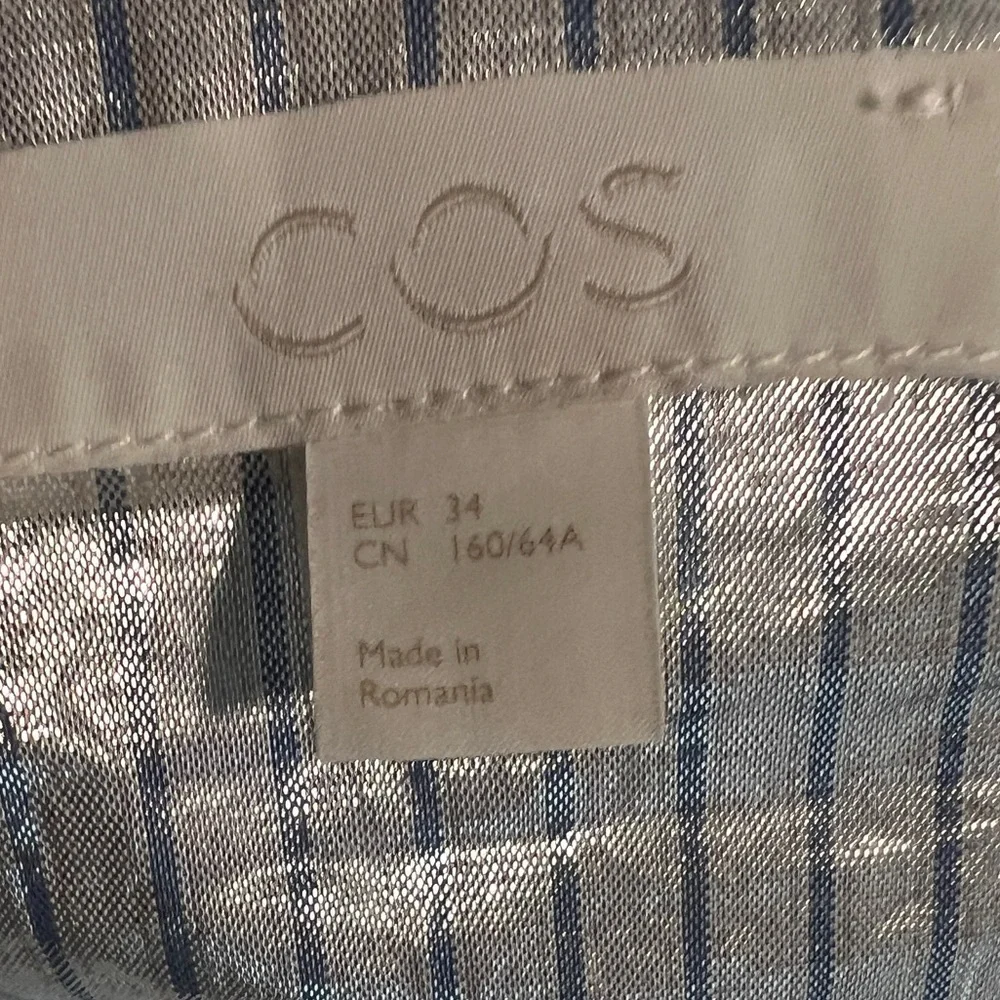 COS
EUR 34
CN 160/64A
Made in
Romania